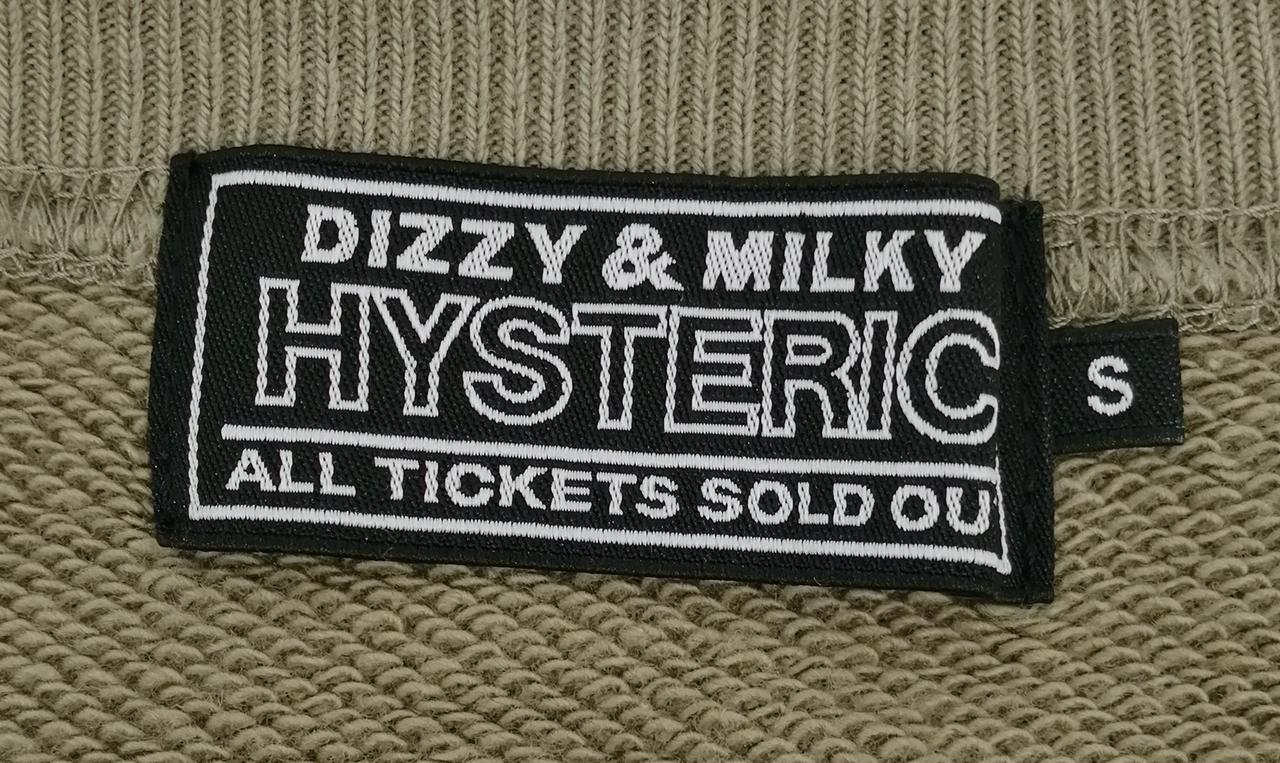 DIZZY & MILKY
HYSTERIC
ALL TICKETS SOLD OU
S